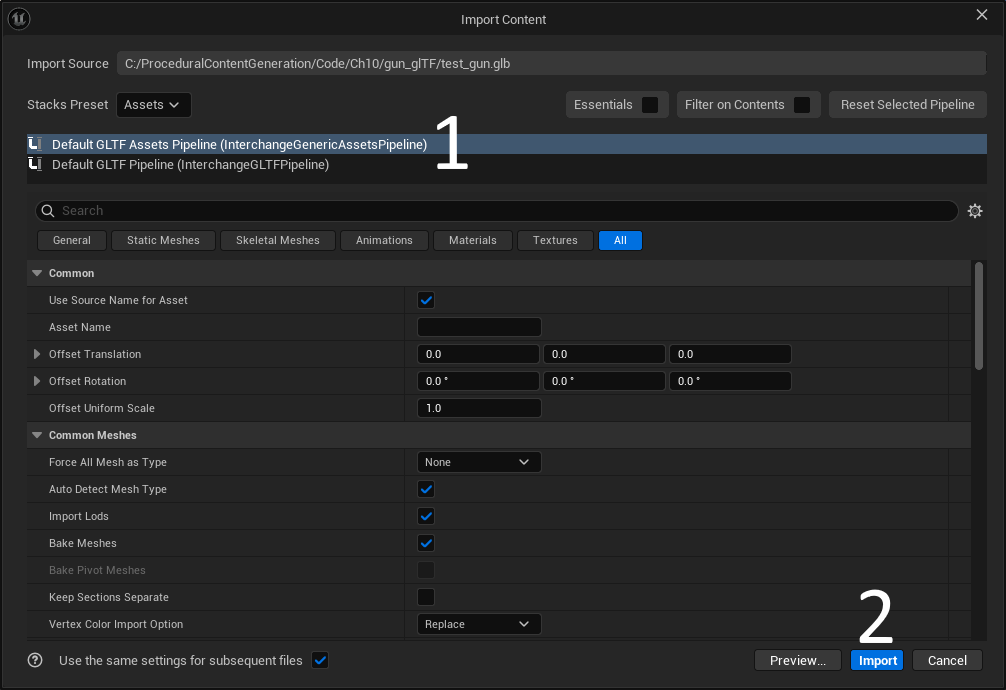 Import Content
Import Source C:/ProceduralContentGeneration/Code/Ch10/gun_glTF/test_gun.glb
Stacks Preset Assets Essentials Filter on Contents Reset Selected Pipeline
Default GLTF Assets Pipeline (InterchangeGenericAssetsPipeline)
1
Default GLTF Pipeline (InterchangeGLTFPipeline)
Search
General Static Meshes Skeletal Meshes Animations Materials Textures All
Common
Use Source Name for Asset
Asset Name
Offset Translation 0.0 0.0 0.0
Offset Rotation 0.0 ° 0.0 ° 0.0 °
Offset Uniform Scale 1.0
Common Meshes
Force All Mesh as Type None
Auto Detect Mesh Type
Import Lods
Bake Meshes
Bake Pivot Meshes
Keep Sections Separate
Vertex Color Import Option Replace
2
Use the same settings for subsequent files Preview... Import Cancel